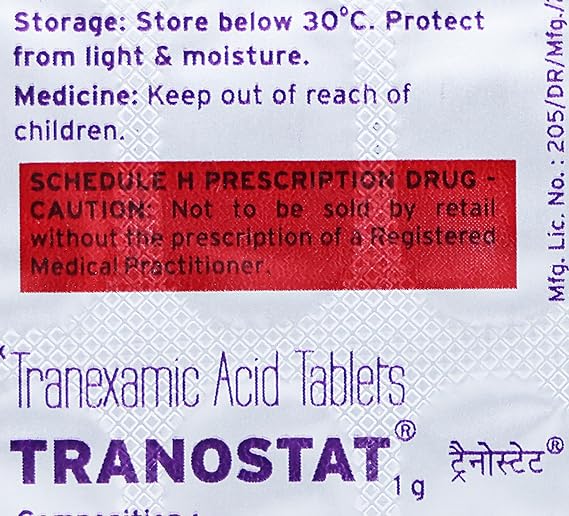 Storage: Store below 30°C. Protect
from light & moisture.
Medicine: Keep out of reach of
children.
SCHEDULE H PRESCRIPTION DRUG -
CAUTION: Not to be sold by retail
without the prescription of a Registered
Medical Practitioner.
Mfg. Lic. No.: 205/DR/Mfg./
Tranexamic Acid Tablets
TRANOSTAT® 1 g ट्रैनोस्टेट®
Composition :